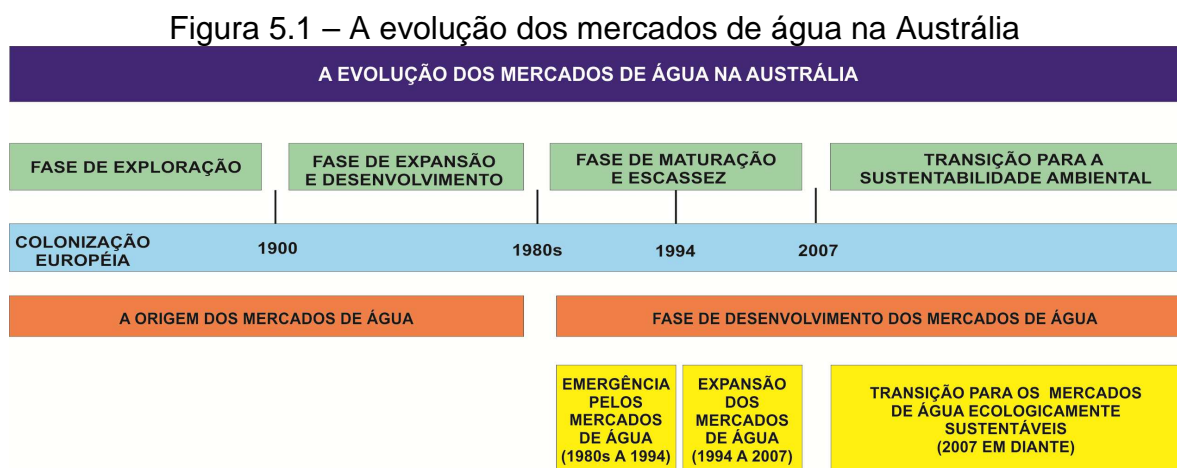 Figura 5.1 – A evolução dos mercados de água na Austrália
A EVOLUÇÃO DOS MERCADOS DE ÁGUA NA AUSTRÁLIA
FASE DE EXPLORAÇÃO
FASE DE EXPANSÃO
E DESENVOLVIMENTO
FASE DE MATURAÇÃO
E ESCASSEZ
TRANSIÇÃO PARA A
SUSTENTABILIDADE AMBIENTAL
COLONIZAÇÃO
EUROPÉIA
1900
1980s
1994
2007
A ORIGEM DOS MERCADOS DE ÁGUA
FASE DE DESENVOLVIMENTO DOS MERCADOS DE ÁGUA
EMERGÊNCIA
PELOS
MERCADOS
DE ÁGUA
(1980s A 1994)
EXPANSÃO
DOS
MERCADOS
DE ÁGUA
(1994 A 2007)
TRANSIÇÃO PARA OS MERCADOS
DE ÁGUA ECOLOGICAMENTE
SUSTENTÁVEIS
(2007 EM DIANTE)